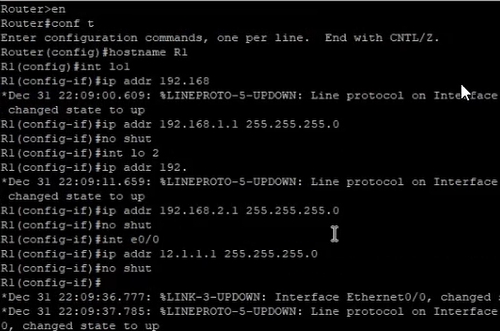 Router>en
Router#conf t
Enter configuration commands, one per line.  End with CNTL/Z.
Router(config)#hostname R1
R1(config)#int lo1
R1(config-if)#ip addr 192.168
*Dec 31 22:09:00.609: %LINEPROTO-5-UPDOWN: Line protocol on Interface
 changed state to up
R1(config-if)#ip addr 192.168.1.1 255.255.255.0
R1(config-if)#no shut
R1(config-if)#int lo 2
R1(config-if)#ip addr 192.
*Dec 31 22:09:11.659: %LINEPROTO-5-UPDOWN: Line protocol on Interface
 changed state to up
R1(config-if)#ip addr 192.168.2.1 255.255.255.0
R1(config-if)#no shut
R1(config-if)#int e0/0
R1(config-if)#ip addr 12.1.1.1 255.255.255.0
R1(config-if)#no shut
R1(config-if)#
*Dec 31 22:09:36.777: %LINK-3-UPDOWN: Interface Ethernet0/0, changed s
*Dec 31 22:09:37.785: %LINEPROTO-5-UPDOWN: Line protocol on Interface
0, changed state to up